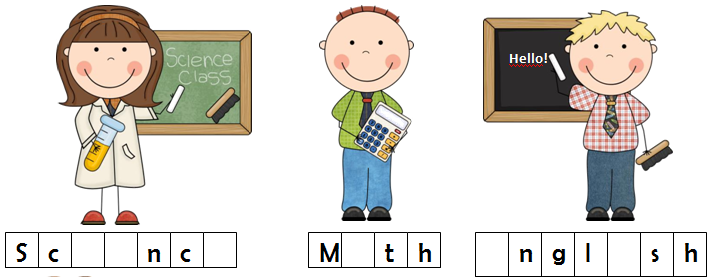 Science
Class
Hello!
S c _ _ n c _
M _ t h
_ n g l _ s h